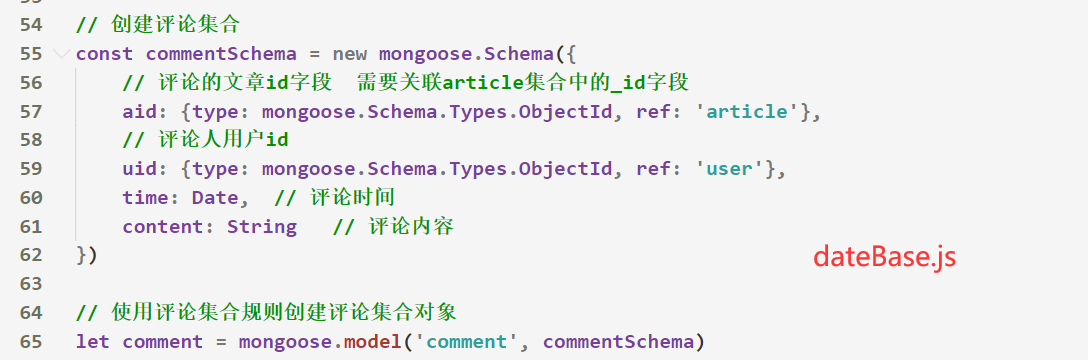 54 // 创建评论集合
55 const commentSchema = new mongoose.Schema({
56 // 评论的文章id字段 需要关联article集合中的_id字段
57 aid: {type: mongoose.Schema.Types.ObjectId, ref: 'article'},
58 // 评论人用户id
59 uid: {type: mongoose.Schema.Types.ObjectId, ref: 'user'},
60 time: Date, // 评论时间
61 content: String // 评论内容
62 })
dateBase.js
63
64 // 使用评论集合规则创建评论集合对象
65 let comment = mongoose.model('comment', commentSchema)